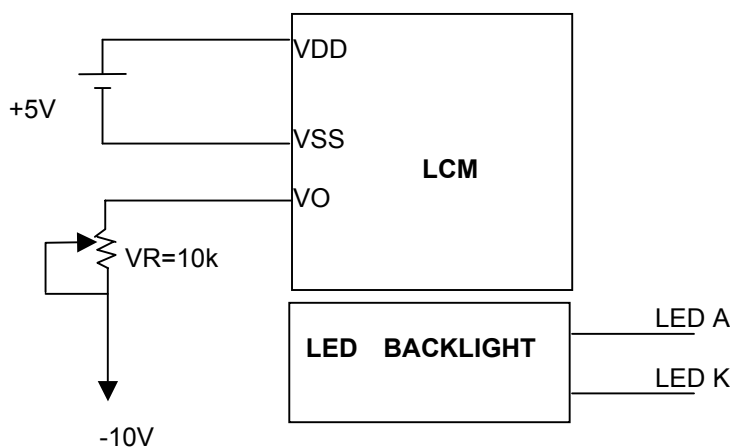 VDD
+5V
VSS
LCM
VO
VR=10k
LED A
LED BACKLIGHT
LED K
-10V